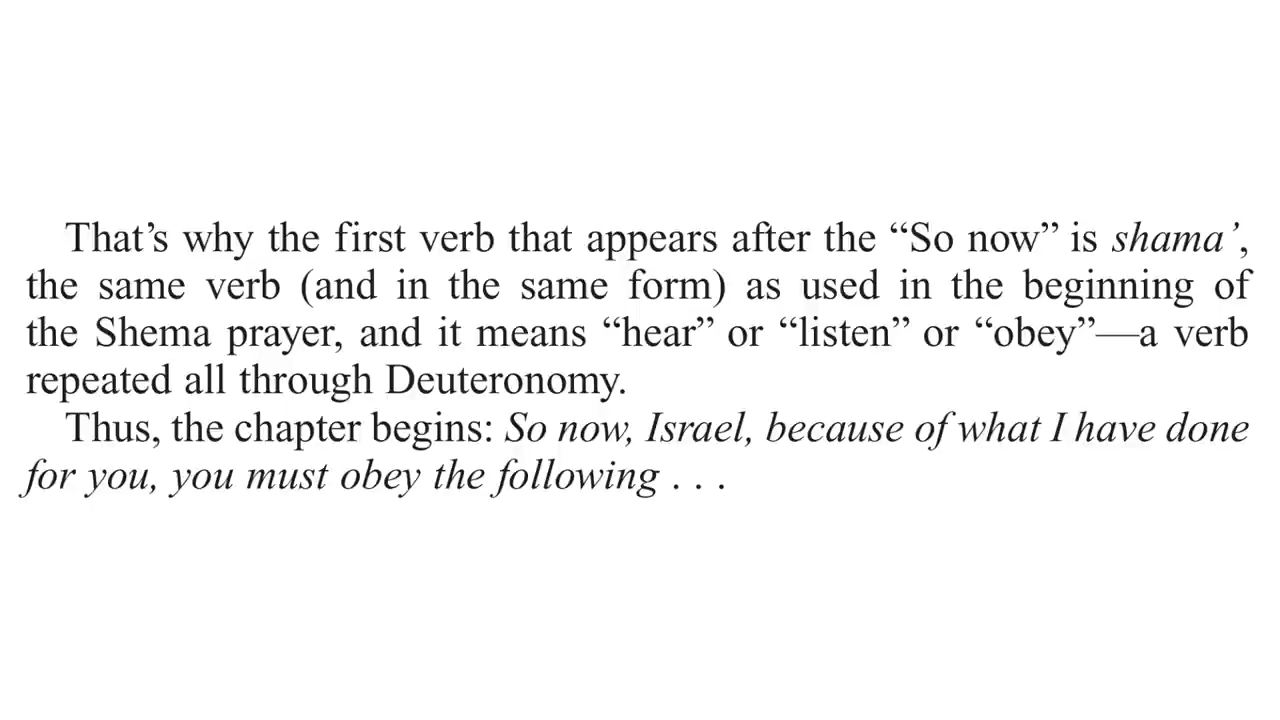 That’s why the first verb that appears after the “So now” is shama’,
the same verb (and in the same form) as used in the beginning of
the Shema prayer, and it means “hear” or “listen” or “obey”—a verb
repeated all through Deuteronomy.
Thus, the chapter begins: So now, Israel, because of what I have done
for you, you must obey the following . . .